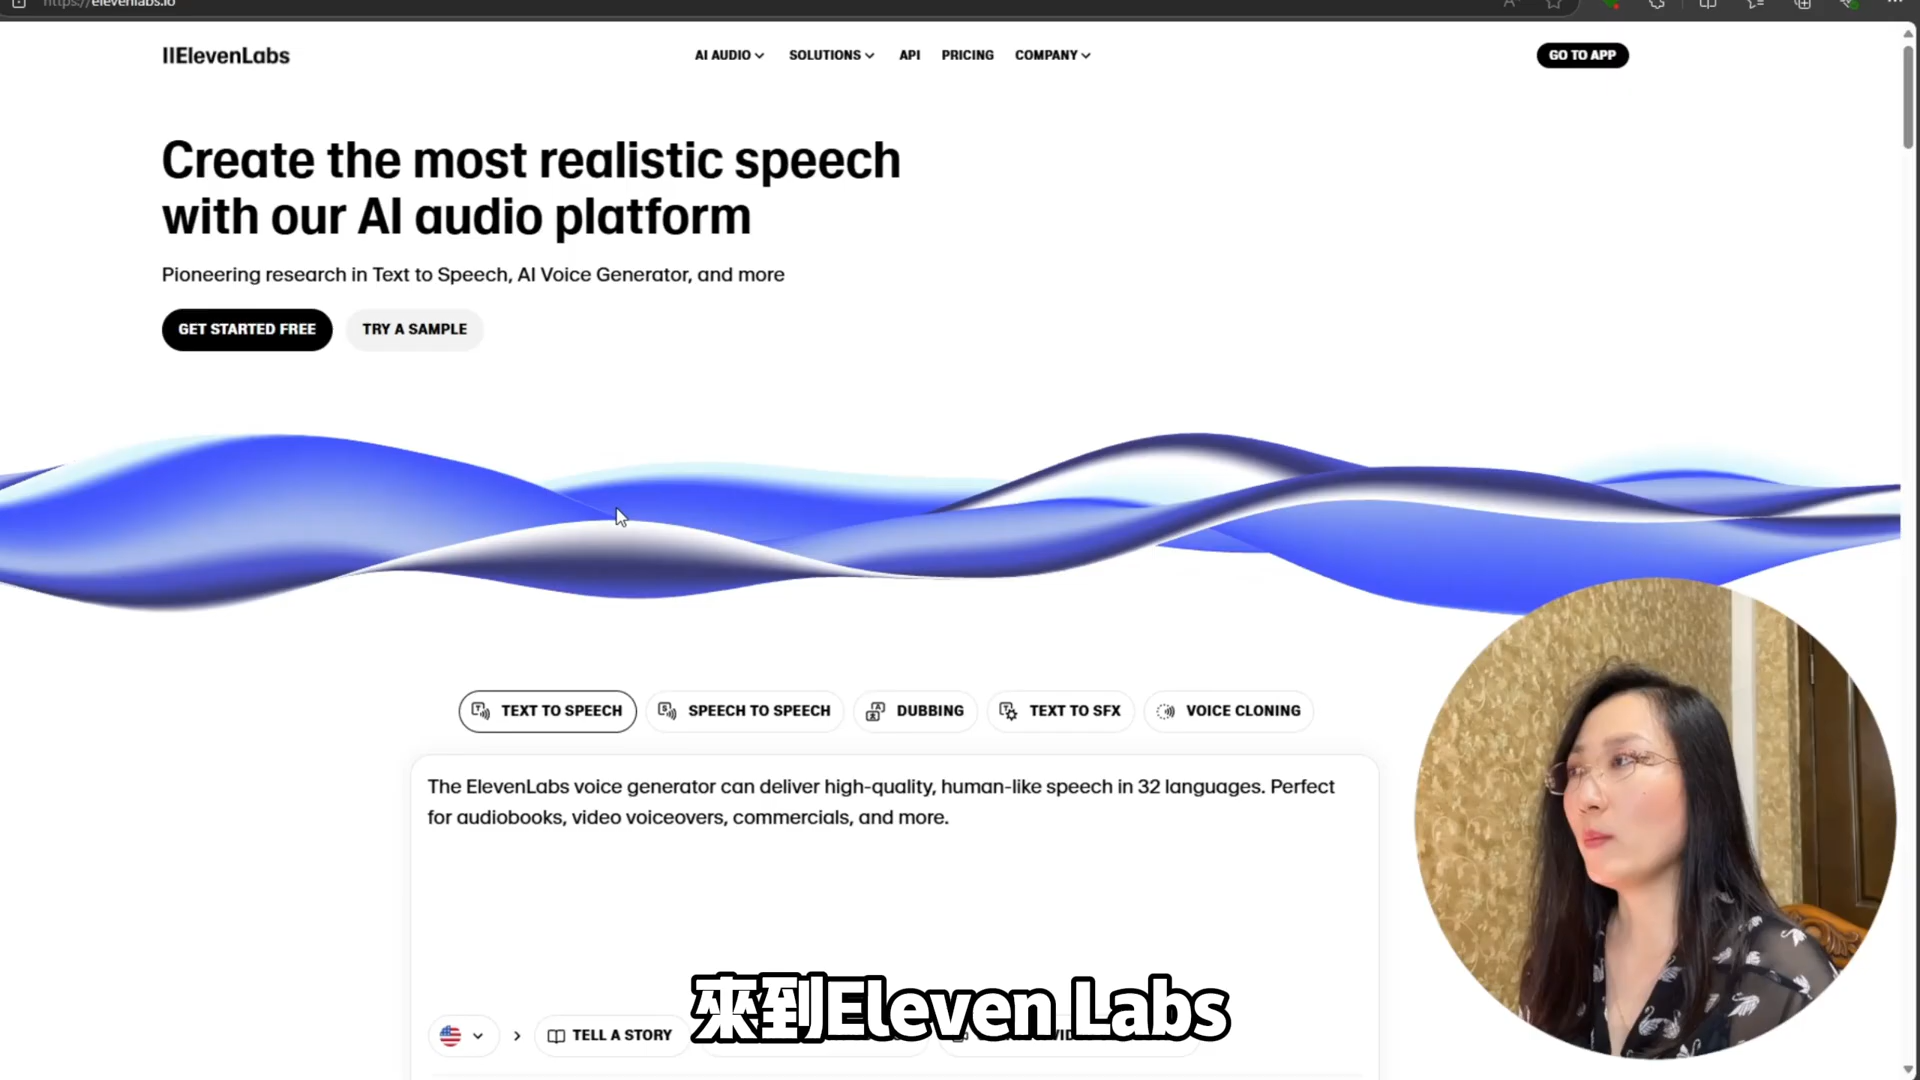 https://elevenlabs.io
IIElevenLabs
AI AUDIO
SOLUTIONS
API
PRICING
COMPANY
GO TO APP
Create the most realistic speech
with our AI audio platform
Pioneering research in Text to Speech, AI Voice Generator, and more
GET STARTED FREE
TRY A SAMPLE
TEXT TO SPEECH
SPEECH TO SPEECH
DUBBING
TEXT TO SFX
VOICE CLONING
The ElevenLabs voice generator can deliver high-quality, human-like speech in 32 languages. Perfect
for audiobooks, video voiceovers, commercials, and more.
TELL A STORY
來到Eleven Labs